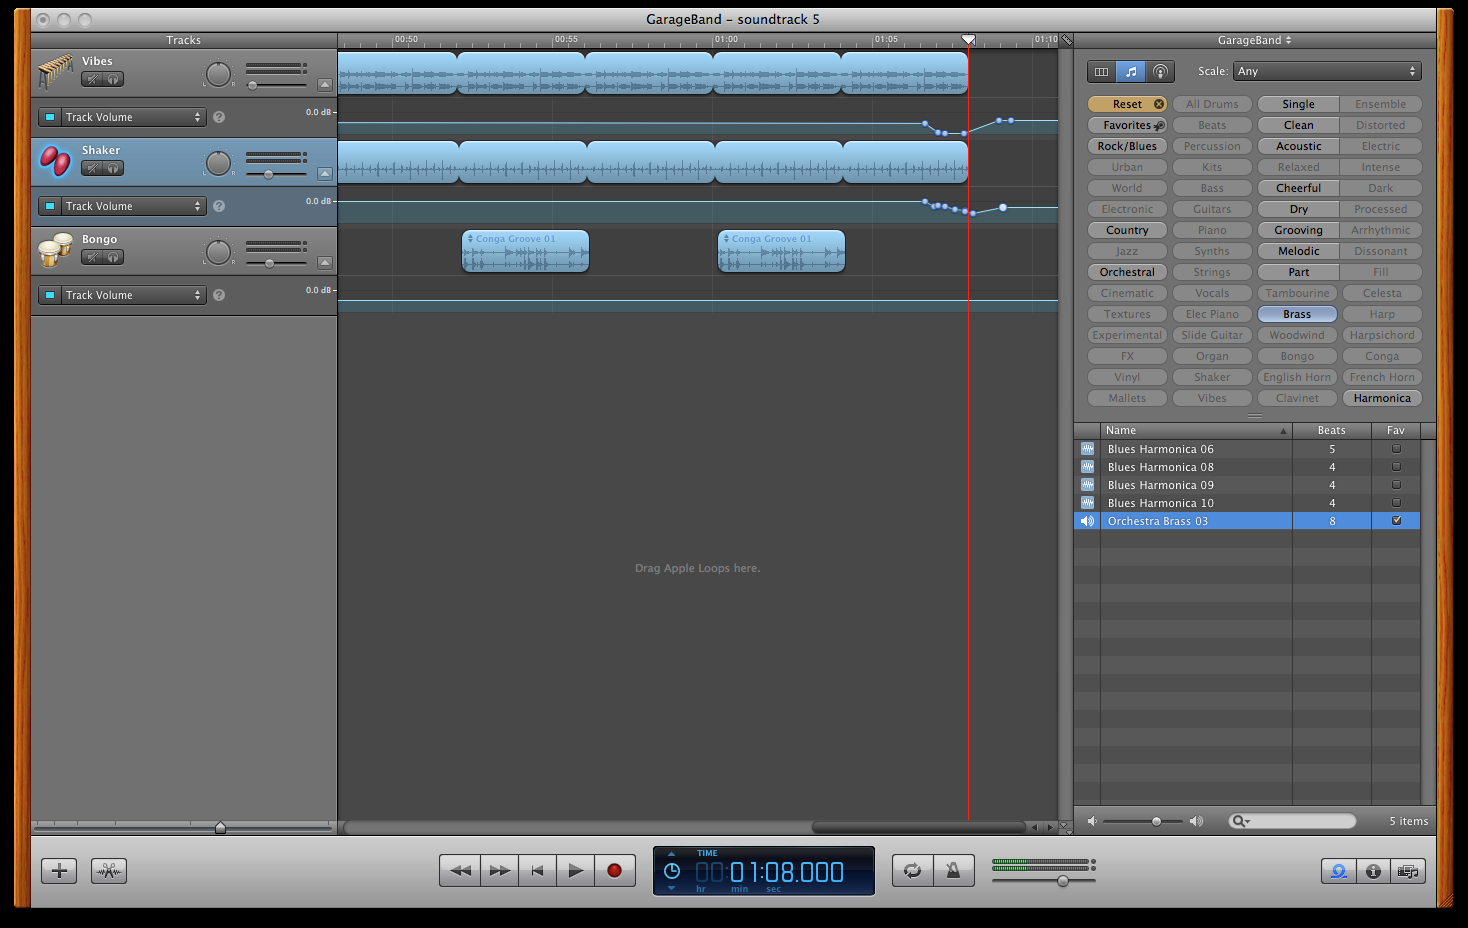 GarageBand – soundtrack 5
Tracks
00:50 00:55 01:00 01:05 01:10
GarageBand
Vibes
L R
Track Volume ? 0.0 dB
Shaker
L R
Track Volume ? 0.0 dB
Bongo
L R
Track Volume ? 0.0 dB
Conga Groove 01 Conga Groove 01
Drag Apple Loops here.
Scale: Any
Reset All Drums Single Ensemble
Favorites Beats Clean Distorted
Rock/Blues Percussion Acoustic Electric
Urban Kits Relaxed Intense
World Bass Cheerful Dark
Electronic Guitars Dry Processed
Country Piano Grooving Arrhythmic
Jazz Synths Melodic Dissonant
Orchestral Strings Part Fill
Cinematic Vocals Tambourine Celesta
Textures Elec Piano Brass Harp
Experimental Slide Guitar Woodwind Harpsichord
FX Organ Bongo Conga
Vinyl Shaker English Horn French Horn
Mallets Vibes Clavinet Harmonica
Name Beats Fav
Blues Harmonica 06 5
Blues Harmonica 08 4
Blues Harmonica 09 4
Blues Harmonica 10 4
Orchestra Brass 03 8
5 items
TIME
00:01:08.000
hr min sec